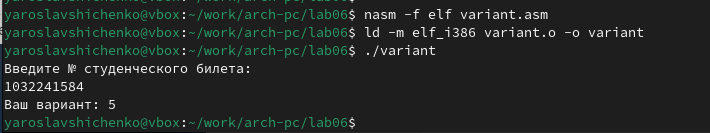 yaroslavshichenko@vbox:~/work/arch-pc/lab06$ nasm -f elf variant.asm
yaroslavshichenko@vbox:~/work/arch-pc/lab06$ ld -m elf_i386 variant.o -o variant
yaroslavshichenko@vbox:~/work/arch-pc/lab06$ ./variant
Введите № студенческого билета:
1032241584
Ваш вариант: 5
yaroslavshichenko@vbox:~/work/arch-pc/lab06$